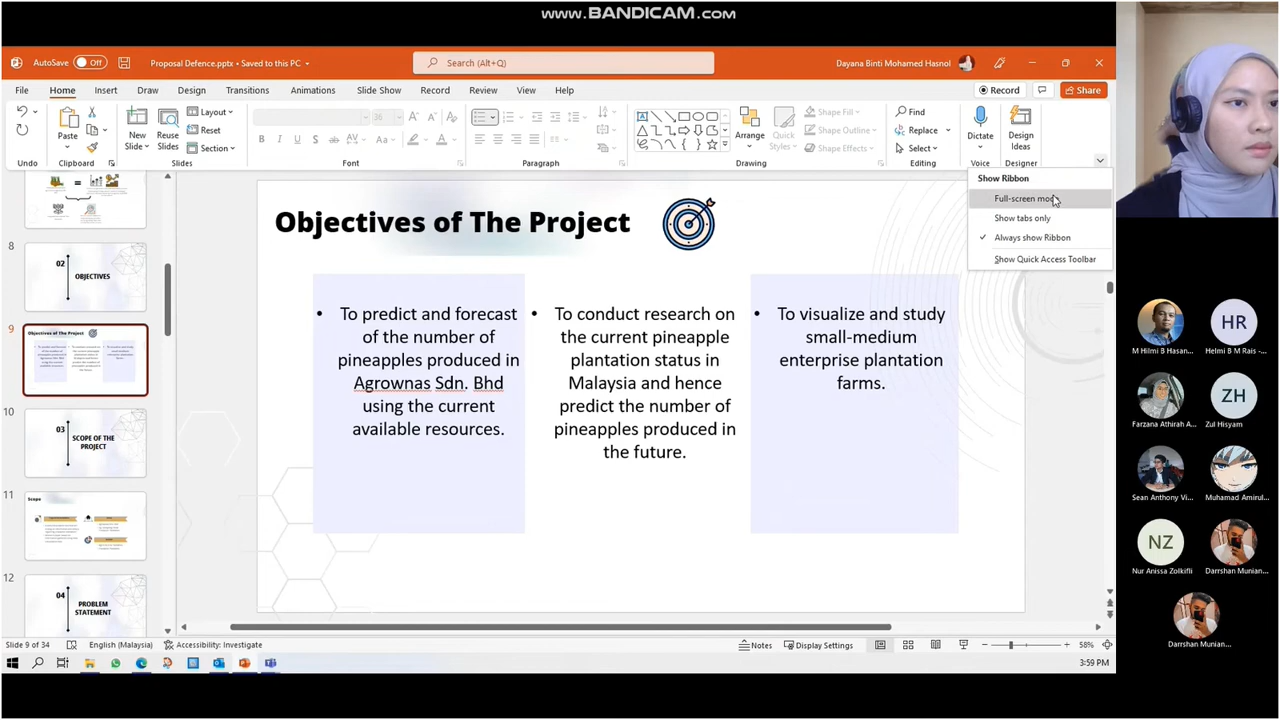 www.BANDICAM.com
AutoSave Off Proposal Defence.pptx • Saved to this PC Search (Alt+Q) Dayana Binti Mohamed Hasnol
File Home Insert Draw Design Transitions Animations Slide Show Record Review View Help Record Share
Paste
New Slide
Reuse Slides
Layout
Reset
Section
36
Aa
Arrange
Quick Styles
Shape Fill
Shape Outline
Shape Effects
Find
Replace
Select
Dictate
Design Ideas
Undo Clipboard Slides Font Paragraph Drawing Editing Voice Designer
Show Ribbon
Full-screen mo
Show tabs only
Always show Ribbon
Show Quick Access Toolbar
8
02
OBJECTIVES
9
Objectives of The Project
10
03
SCOPE OF THE
PROJECT
11
Scope
12
04
PROBLEM
STATEMENT
Objectives of The Project
• To predict and forecast
of the number of
pineapples produced in
Agrownas Sdn. Bhd
using the current
available resources.
• To conduct research on
the current pineapple
plantation status in
Malaysia and hence
predict the number of
pineapples produced in
the future.
• To visualize and study
small-medium
enterprise plantation
farms.
M Hilmi B Hasan...
HR
Helmi B M Rais -...
Farzana Athirah A...
ZH
Zul Hisyam
Sean Anthony Vi...
Muhamad Amirul...
NZ
Nur Anissa Zolkifli
Darrshan Munian...
Darrshan Munian...
Slide 9 of 34 English (Malaysia) Accessibility: Investigate Notes Display Settings 58%
3:59 PM